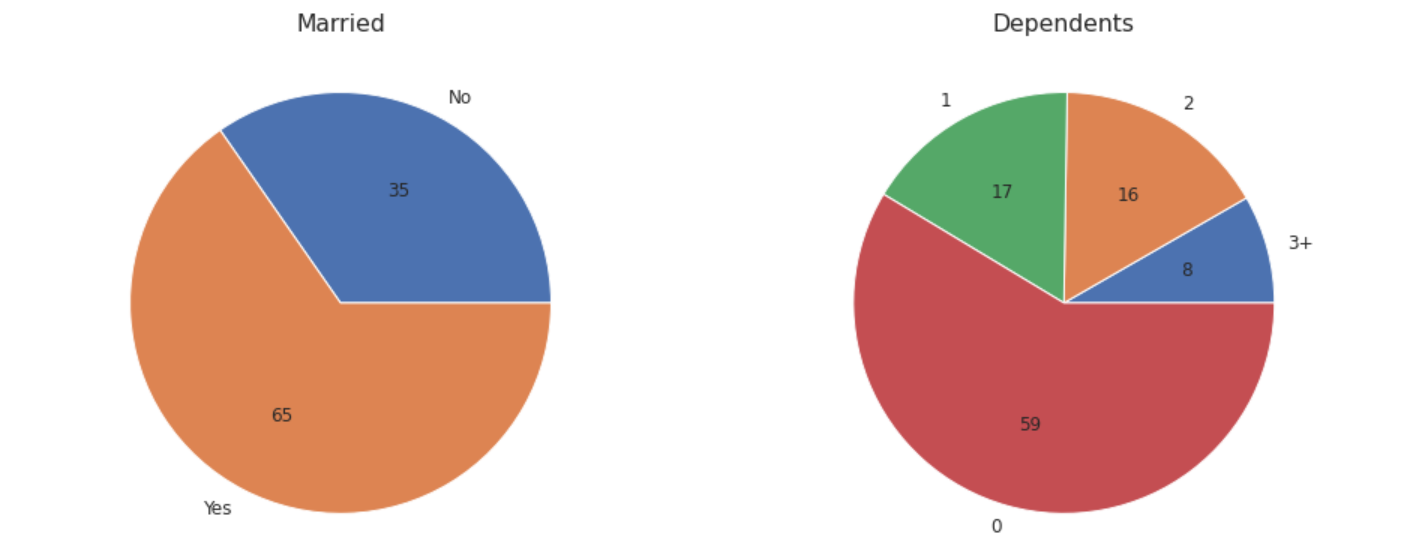 Married
No
35
65
Yes
Dependents
1
2
17
16
3+
8
59
0